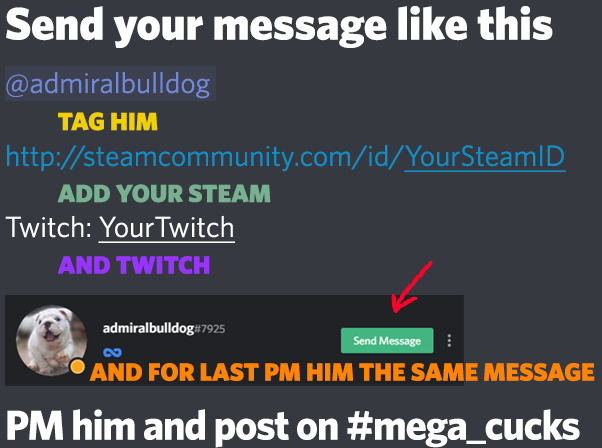 Send your message like this
@admiralbulldog
TAG HIM
http://steamcommunity.com/id/YourSteamID
ADD YOUR STEAM
Twitch: YourTwitch
AND TWITCH
admiralbulldog#7925
Send Message
AND FOR LAST PM HIM THE SAME MESSAGE
PM him and post on #mega_cucks